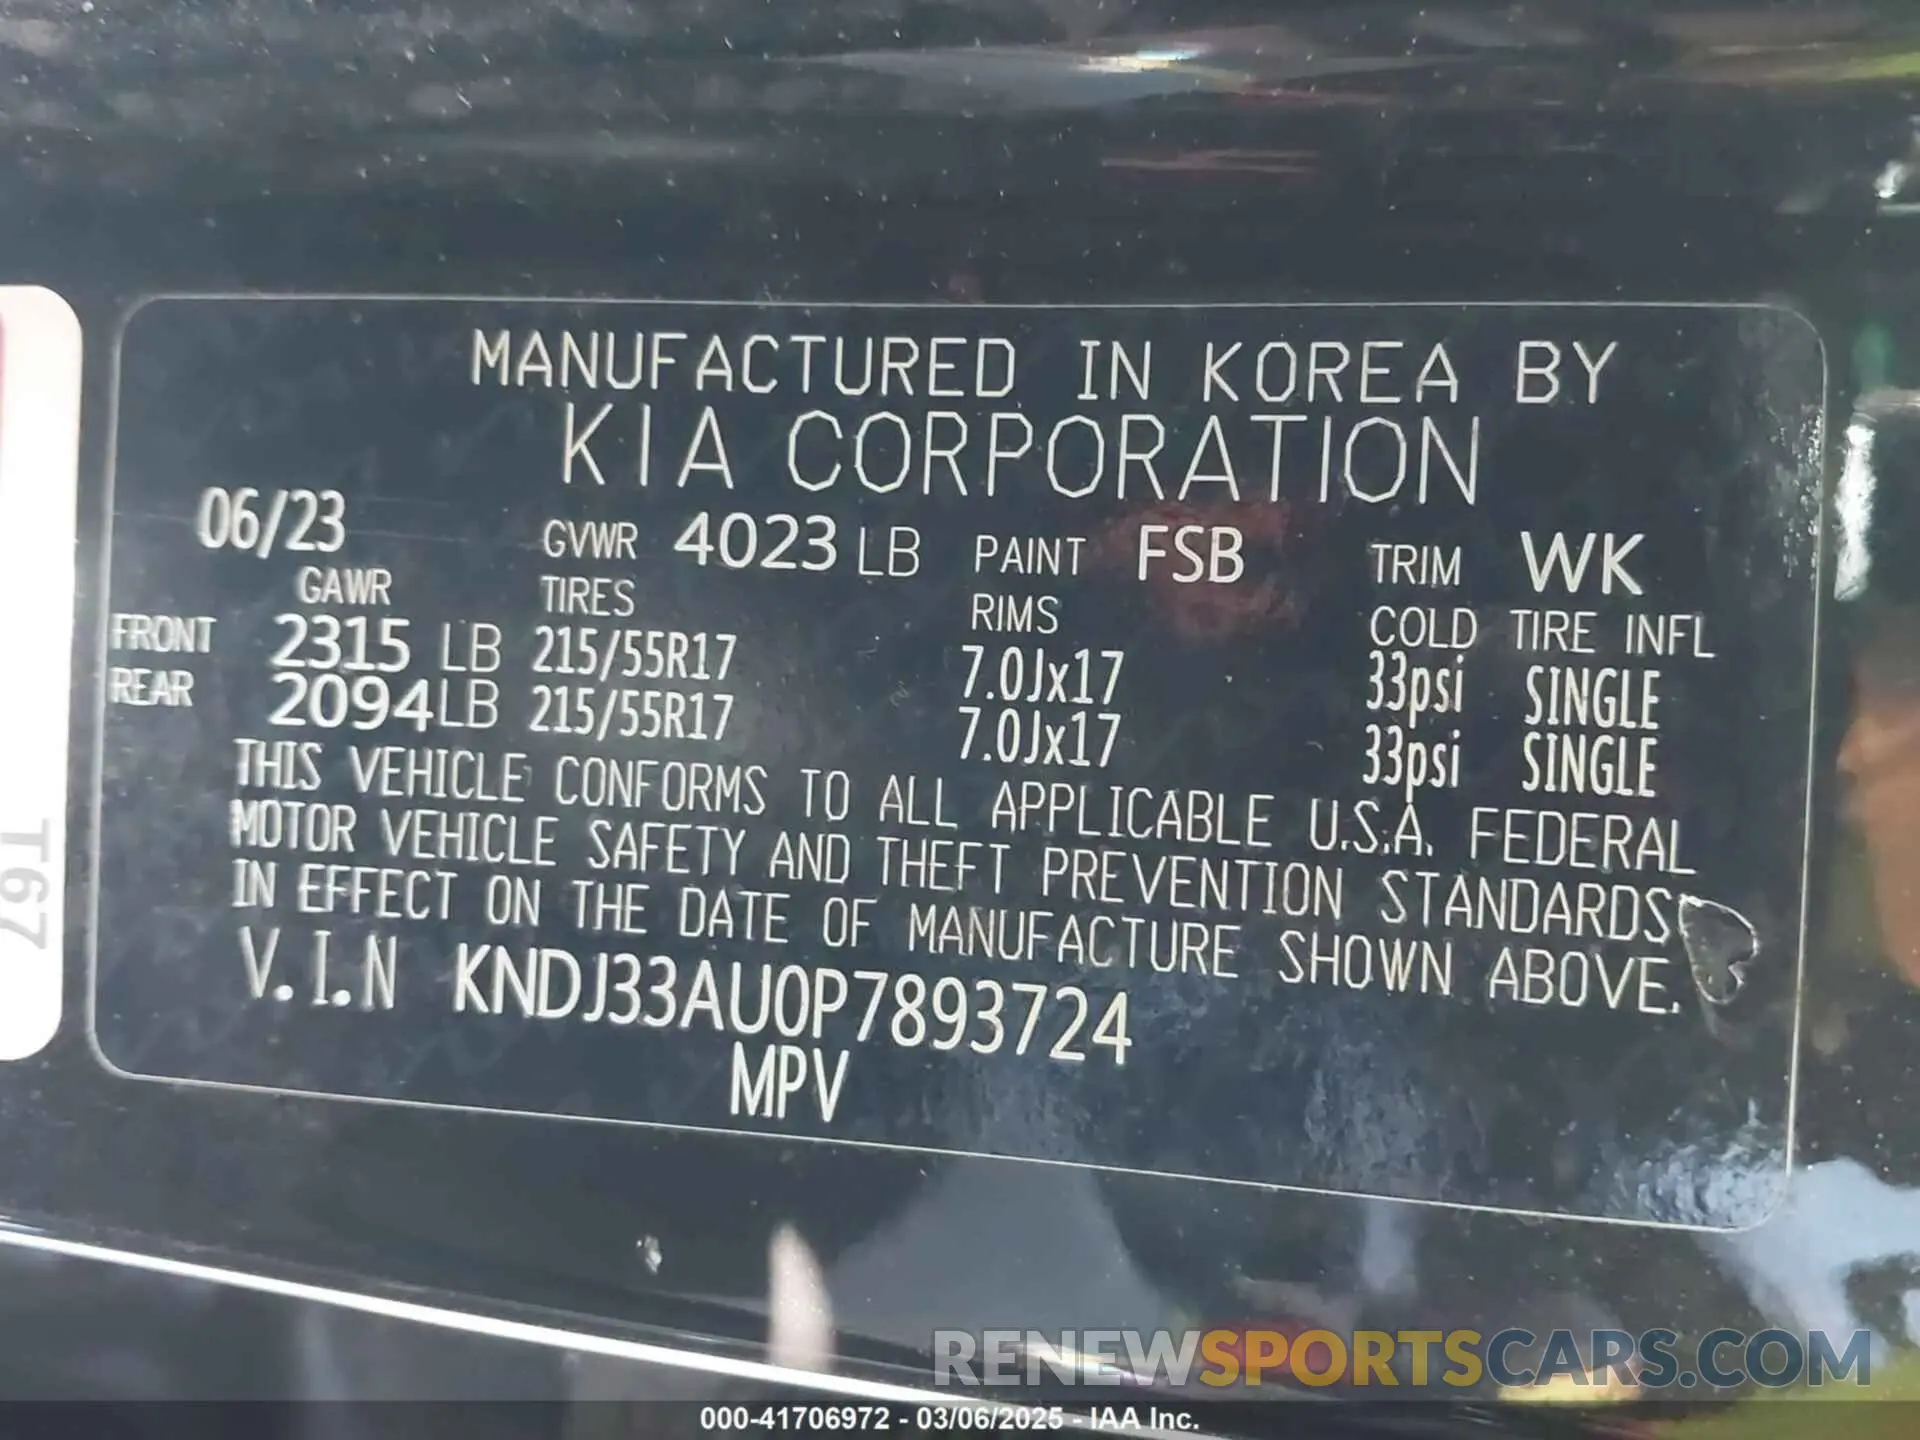 MANUFACTURED IN KOREA BY
KIA CORPORATION
06/23 GVWR 4023 LB PAINT FSB TRIM WK
GAWR TIRES RIMS COLD TIRE INFL
FRONT 2315 LB 215/55R17 7.0Jx17 33psi SINGLE
REAR 2094LB 215/55R17 7.0Jx17 33psi SINGLE
THIS VEHICLE CONFORMS TO ALL APPLICABLE U.S.A. FEDERAL
MOTOR VEHICLE SAFETY AND THEFT PREVENTION STANDARDS
IN EFFECT ON THE DATE OF MANUFACTURE SHOWN ABOVE.
V.I.N KNDJ33AU0P7893724
MPV
167
RENEWSPORTSCARS.COM
000-41706972 - 03/06/2025 - IAA Inc.